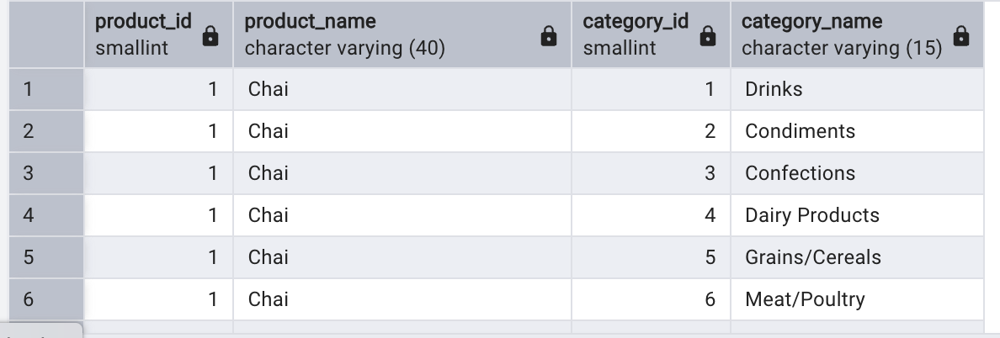 product_id product_name category_id category_name
smallint character varying (40) smallint character varying (15)
1 1 Chai 1 Drinks
2 1 Chai 2 Condiments
3 1 Chai 3 Confections
4 1 Chai 4 Dairy Products
5 1 Chai 5 Grains/Cereals
6 1 Chai 6 Meat/Poultry